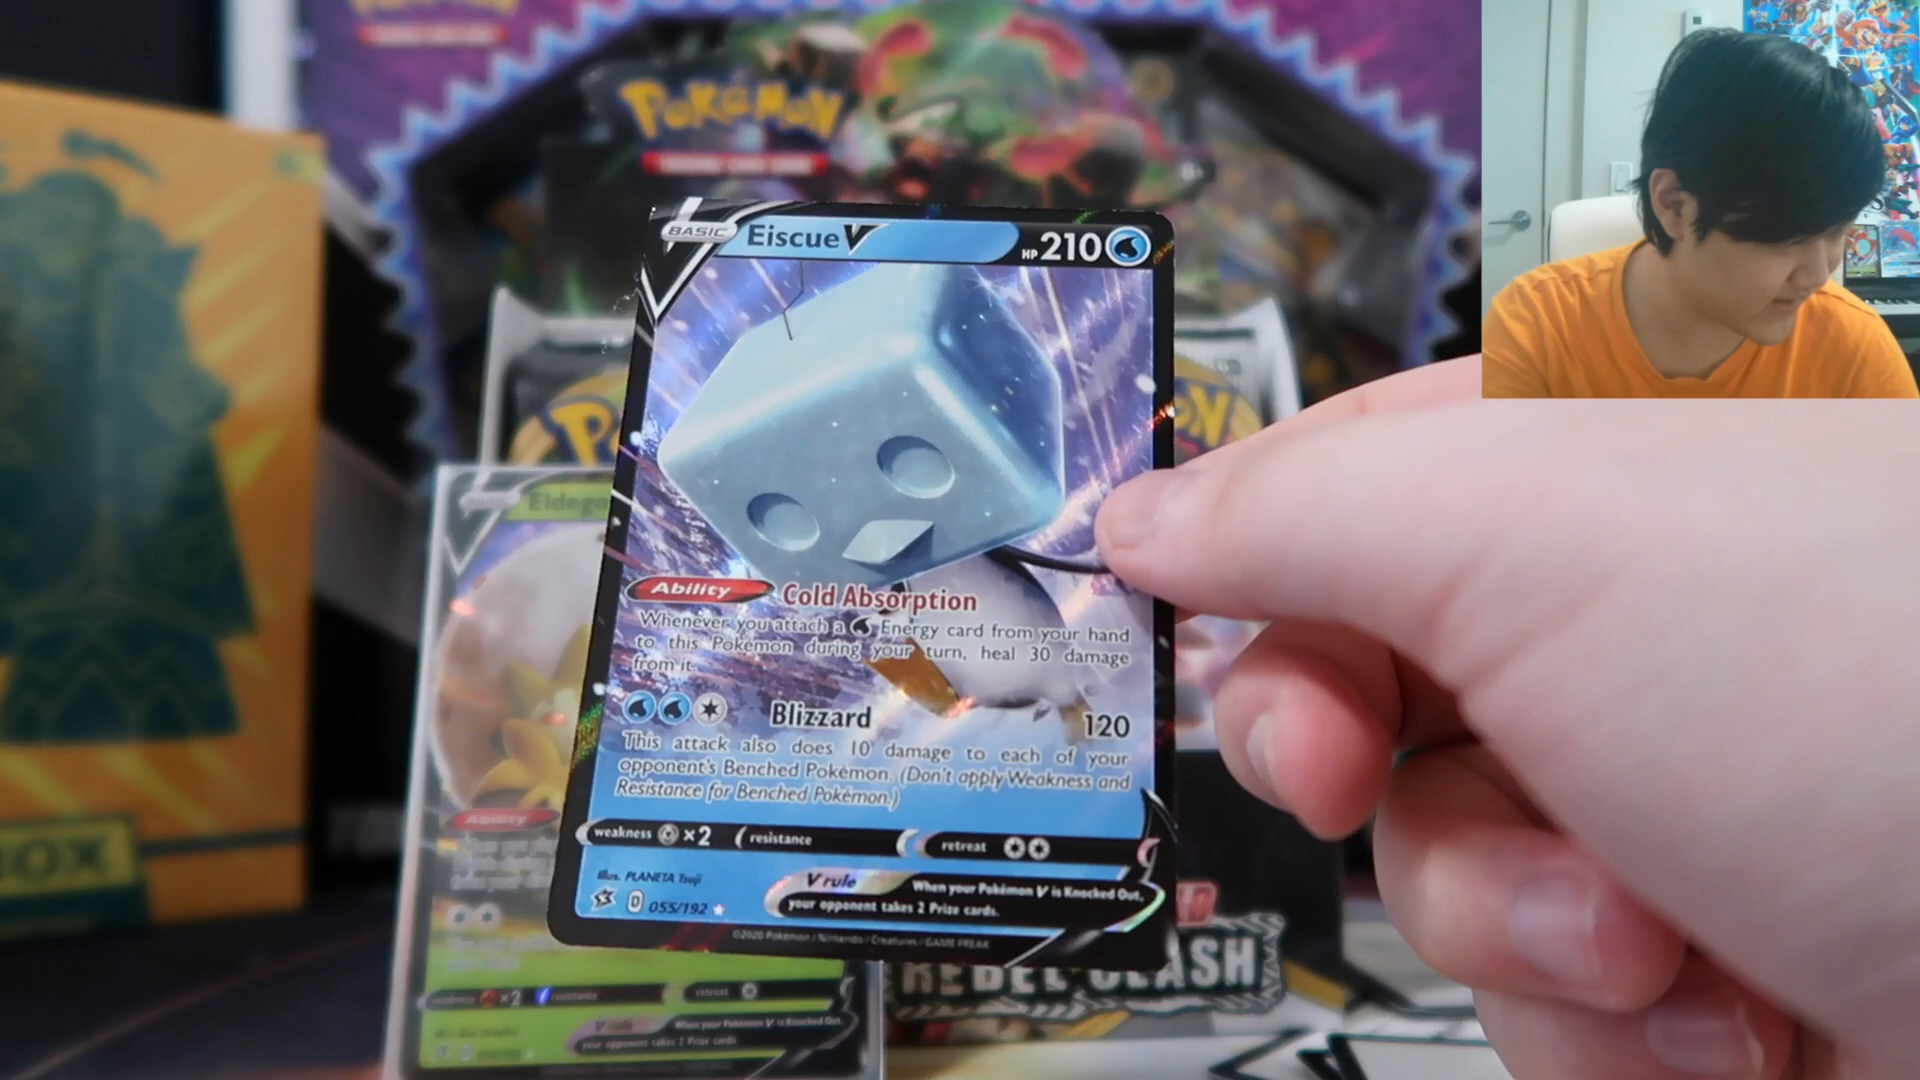 POKÉMON
BASIC
Eiscue V
HP 210
Ability Cold Absorption
Whenever you attach a Energy card from your hand
to this Pokémon during your turn, heal 30 damage
from it.
Blizzard 120
This attack also does 10 damage to each of your
opponent's Benched Pokémon. (Don't apply Weakness and
Resistance for Benched Pokémon.)
weakness ×2 resistance retreat
Illus. PLANETA Tsuji
D 055/192
V rule When your Pokémon V is Knocked Out,
your opponent takes 2 Prize cards.
©2020 Pokémon / Nintendo / Creatures / GAME FREAK
Eldego
Ability
weakness ×2 resistance retreat
V rule When your Pokémon V is Knocked Out,
your opponent takes 2 Prize cards.
REBEL CLASH
BOX